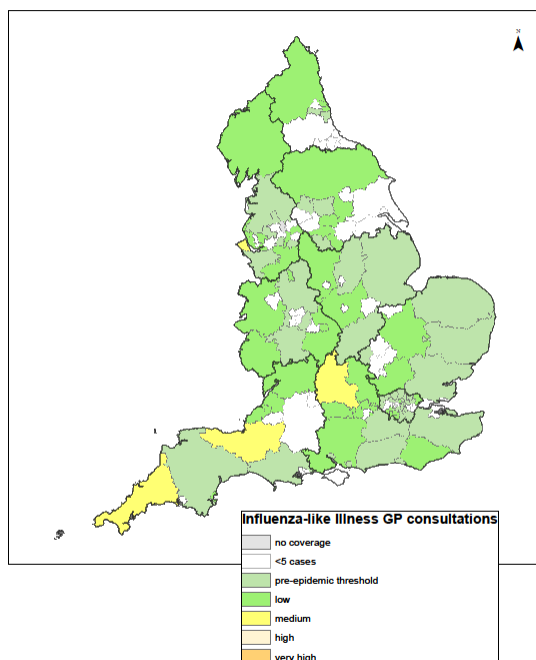 N
Influenza-like Illness GP consultations
no coverage
<5 cases
pre-epidemic threshold
low
medium
high
very high